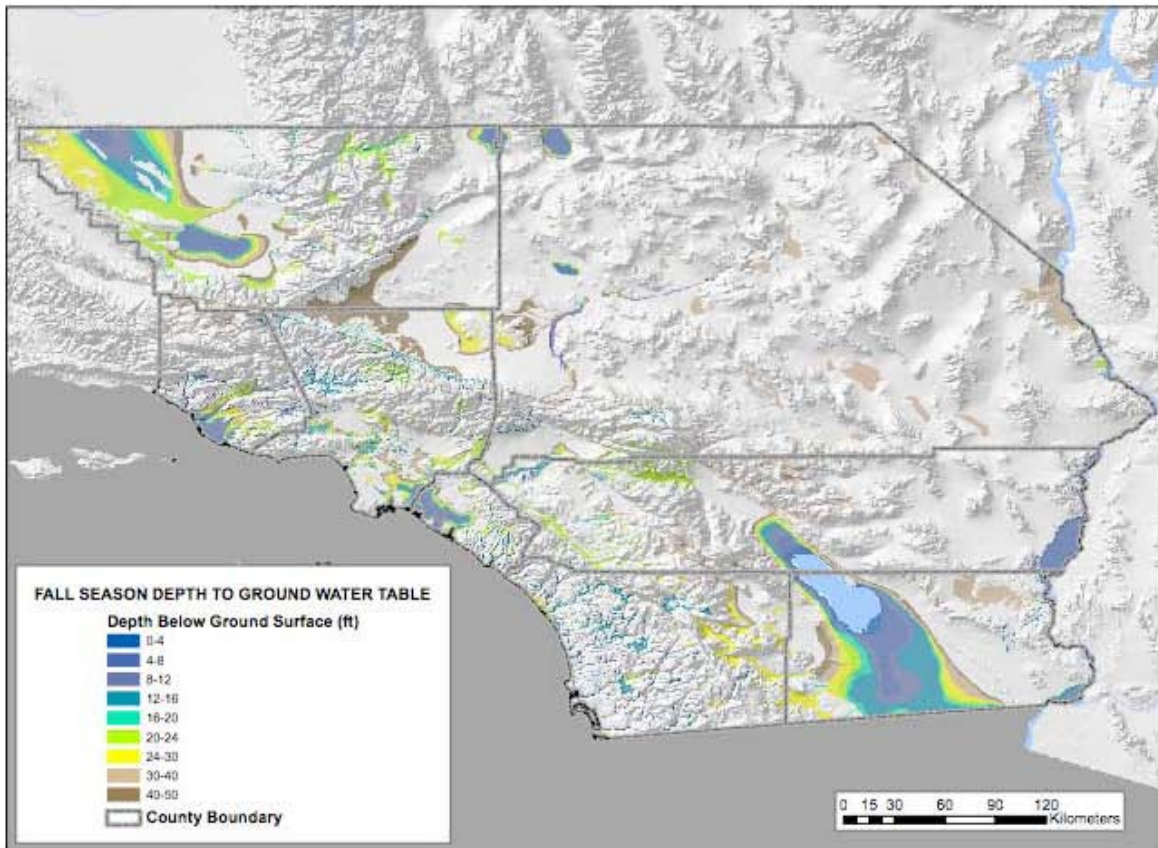 FALL SEASON DEPTH TO GROUND WATER TABLE
Depth Below Ground Surface (ft)
0-4
4-8
8-12
12-16
16-20
20-24
24-30
30-40
40-50
County Boundary
0 15 30 60 90 120
Kilometers